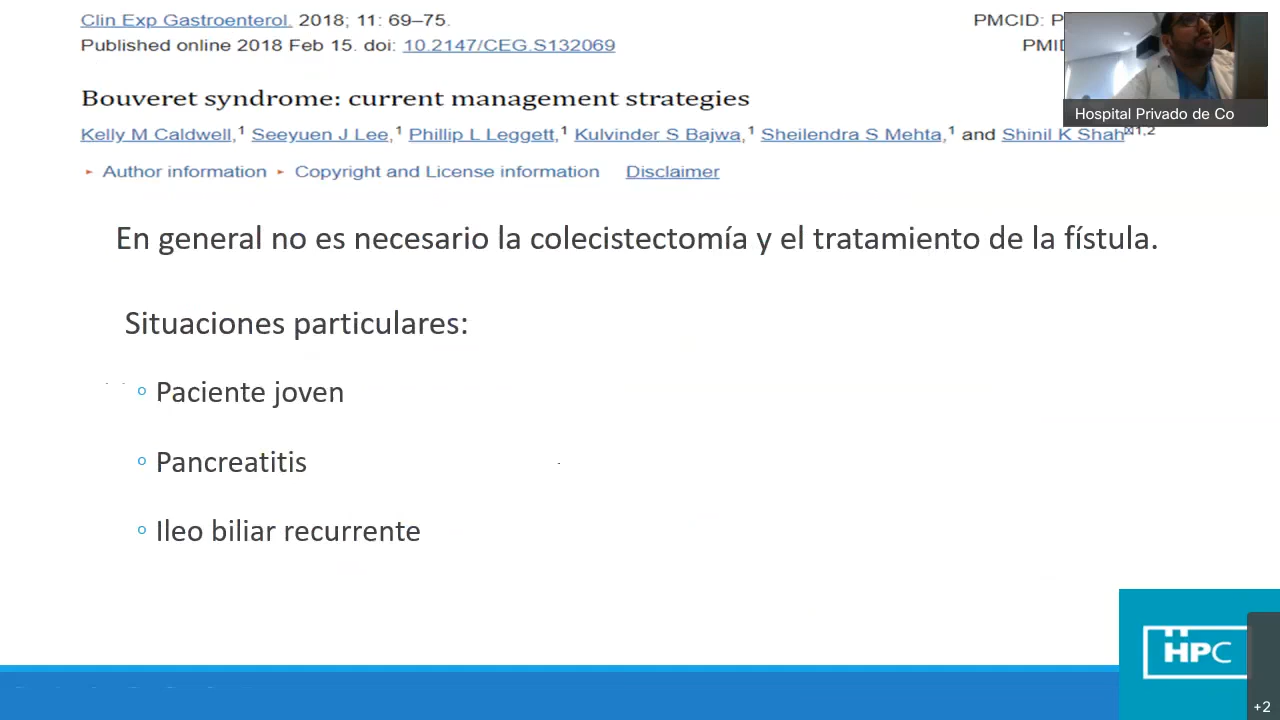 Clin Exp Gastroenterol. 2018; 11: 69–75.
PMCID: P
Published online 2018 Feb 15. doi: 10.2147/CEG.S132069
PMID
Hospital Privado de Co
Bouveret syndrome: current management strategies
Kelly M Caldwell,1 Seeyuen J Lee,1 Phillip L Leggett,1 Kulvinder S Bajwa,1 Sheilendra S Mehta,1 and Shinil K Shah✉1,2
▸ Author information ▸ Copyright and License information Disclaimer
En general no es necesario la colecistectomía y el tratamiento de la fístula.
Situaciones particulares:
Paciente joven
Pancreatitis
Ileo biliar recurrente
HPC
+2